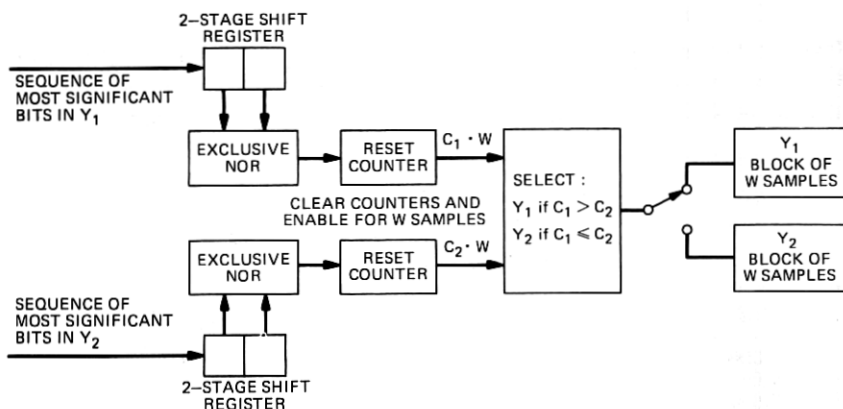 2–STAGE SHIFT
REGISTER
SEQUENCE OF
MOST SIGNIFICANT
BITS IN Y₁
EXCLUSIVE
NOR
RESET
COUNTER
C₁ · W
CLEAR COUNTERS AND
ENABLE FOR W SAMPLES
SELECT :
Y₁ if C₁ > C₂
Y₂ if C₁ ⩽ C₂
Y₁
BLOCK OF
W SAMPLES
Y₂
BLOCK OF
W SAMPLES
EXCLUSIVE
NOR
RESET
COUNTER
C₂ · W
SEQUENCE OF
MOST SIGNIFICANT
BITS IN Y₂
2–STAGE SHIFT
REGISTER